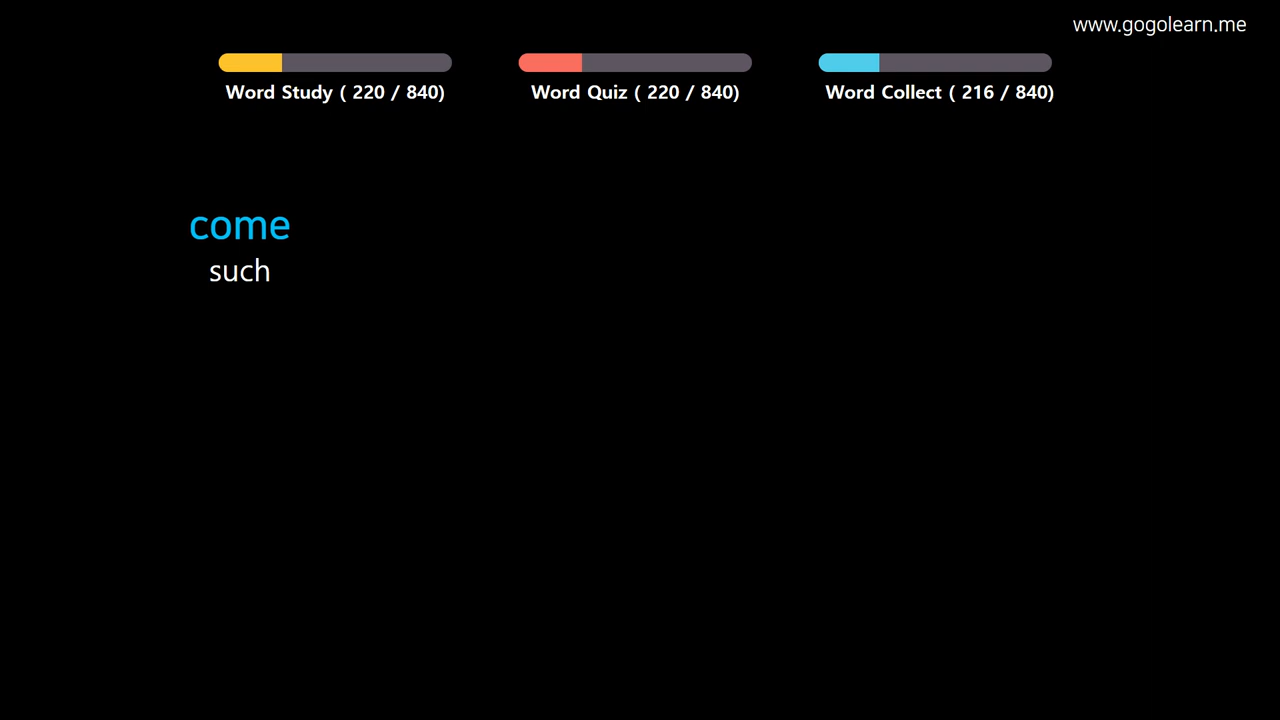 www.gogolearn.me
Word Study ( 220 / 840)
Word Quiz ( 220 / 840)
Word Collect ( 216 / 840)
come
such